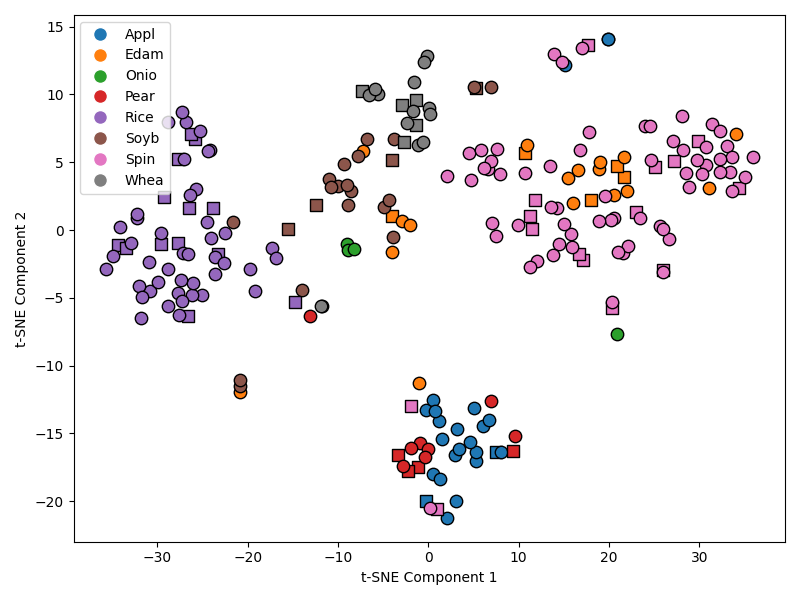 Appl
Edam
Onio
Pear
Rice
Soyb
Spin
Whea
15
10
5
0
−5
−10
−15
−20
t-SNE Component 2
−30 −20 −10 0 10 20 30
t-SNE Component 1